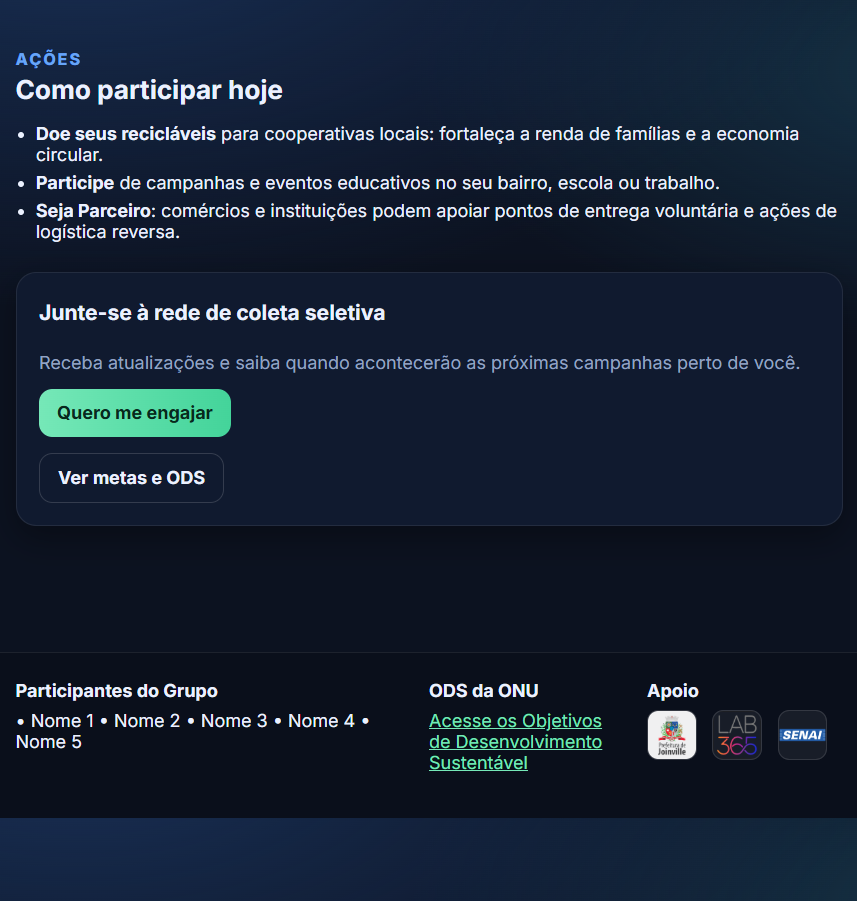 AÇÕES
Como participar hoje
• Doe seus recicláveis para cooperativas locais: fortaleça a renda de famílias e a economia
circular.
• Participe de campanhas e eventos educativos no seu bairro, escola ou trabalho.
• Seja Parceiro: comércios e instituições podem apoiar pontos de entrega voluntária e ações de
logística reversa.
Junte-se à rede de coleta seletiva
Receba atualizações e saiba quando acontecerão as próximas campanhas perto de você.
Quero me engajar
Ver metas e ODS
Participantes do Grupo
• Nome 1 • Nome 2 • Nome 3 • Nome 4 •
Nome 5
ODS da ONU
Acesse os Objetivos
de Desenvolvimento
Sustentável
Apoio
Prefeitura de
Joinville
LAB
365
SENAI